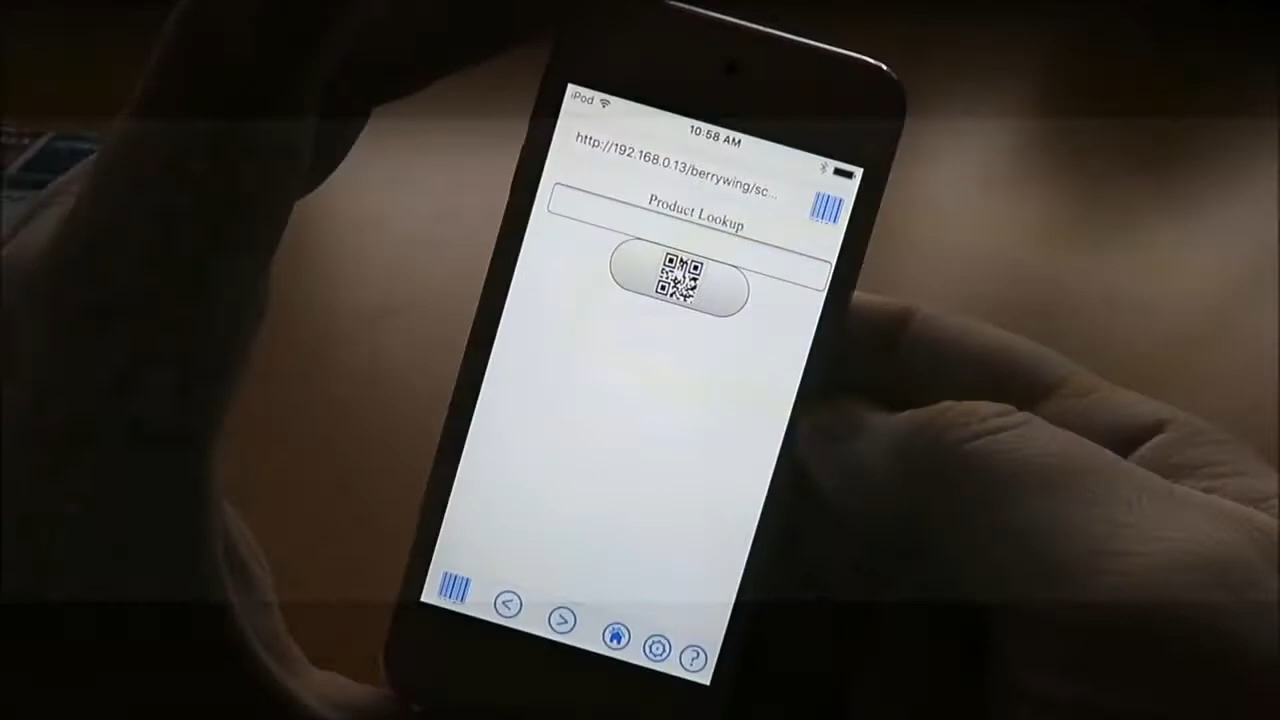 iPod
10:58 AM
http://192.168.0.13/berrywing/sc...
Product Lookup
<
>
?